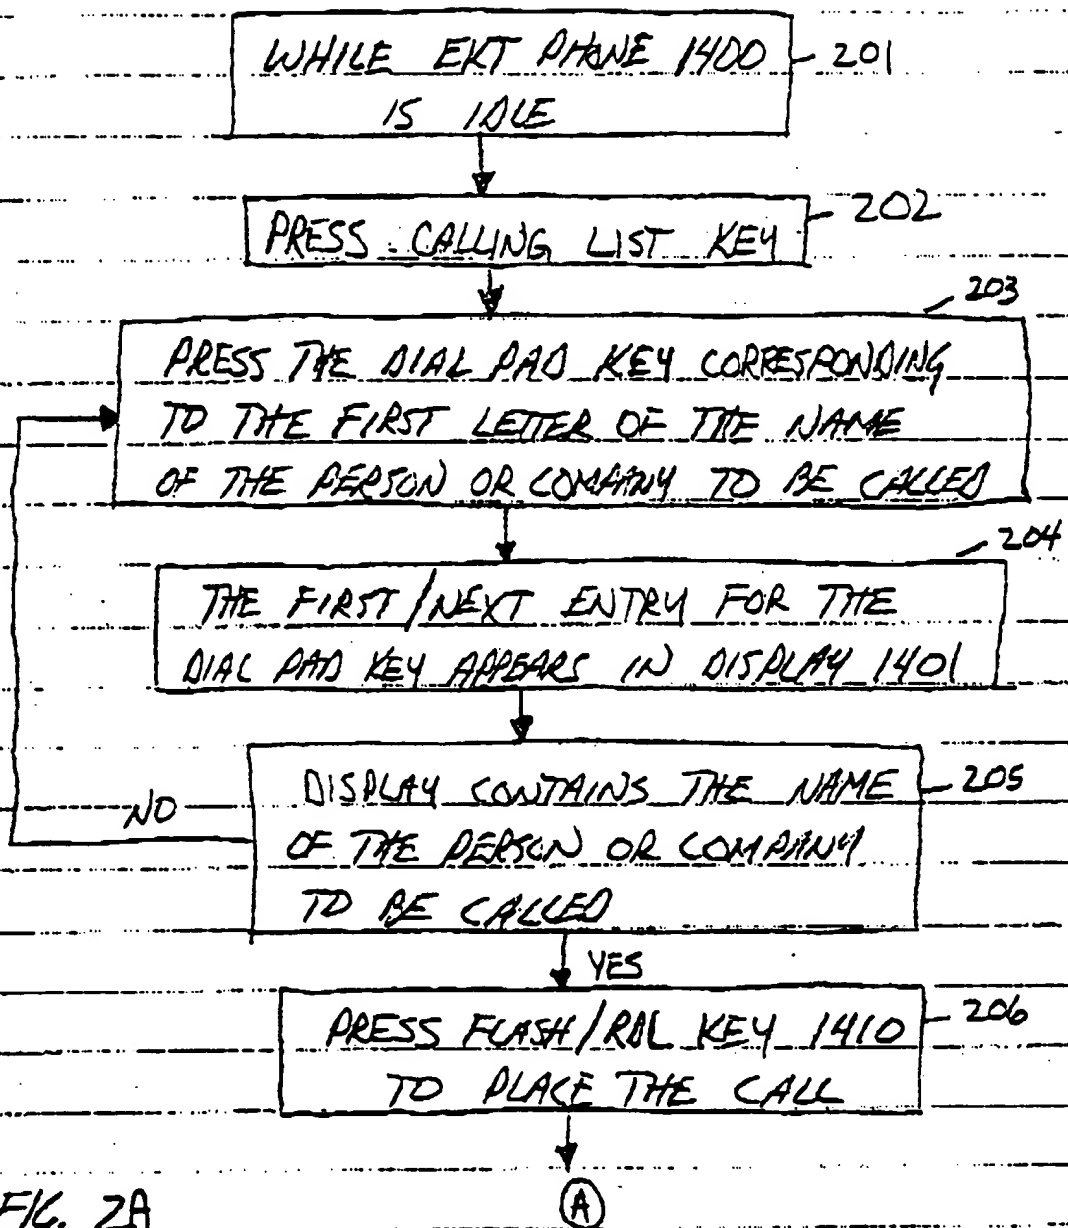 WHILE EKT PHONE 1400
IS IDLE
201
PRESS CALLING LIST KEY
202
203
PRESS THE DIAL PAD KEY CORRESPONDING
TO THE FIRST LETTER OF THE NAME
OF THE PERSON OR COMPANY TO BE CALLED
204
THE FIRST/NEXT ENTRY FOR THE
DIAL PAD KEY APPEARS IN DISPLAY 1401
DISPLAY CONTAINS THE NAME
OF THE PERSON OR COMPANY
TO BE CALLED
205
NO
YES
PRESS FLASH/RDL KEY 1410
TO PLACE THE CALL
206
A
FIG. 2A